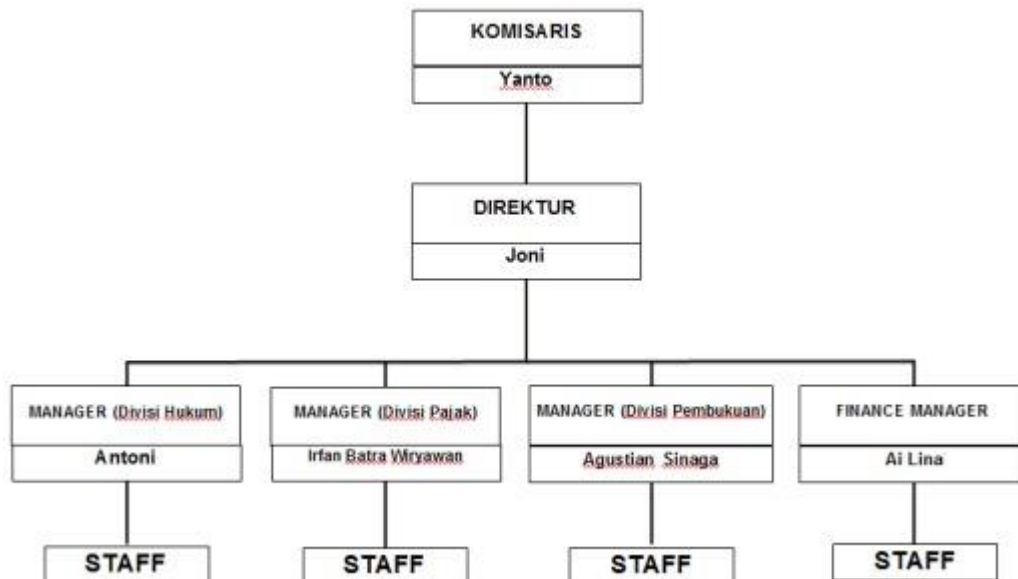 KOMISARIS
Yanto
DIREKTUR
Joni
MANAGER (Divisi Hukum)
Antoni
MANAGER (Divisi Pajak)
Irfan Batra Wiryawan
MANAGER (Divisi Pembukuan)
Agustian Sinaga
FINANCE MANAGER
Ai Lina
STAFF
STAFF
STAFF
STAFF